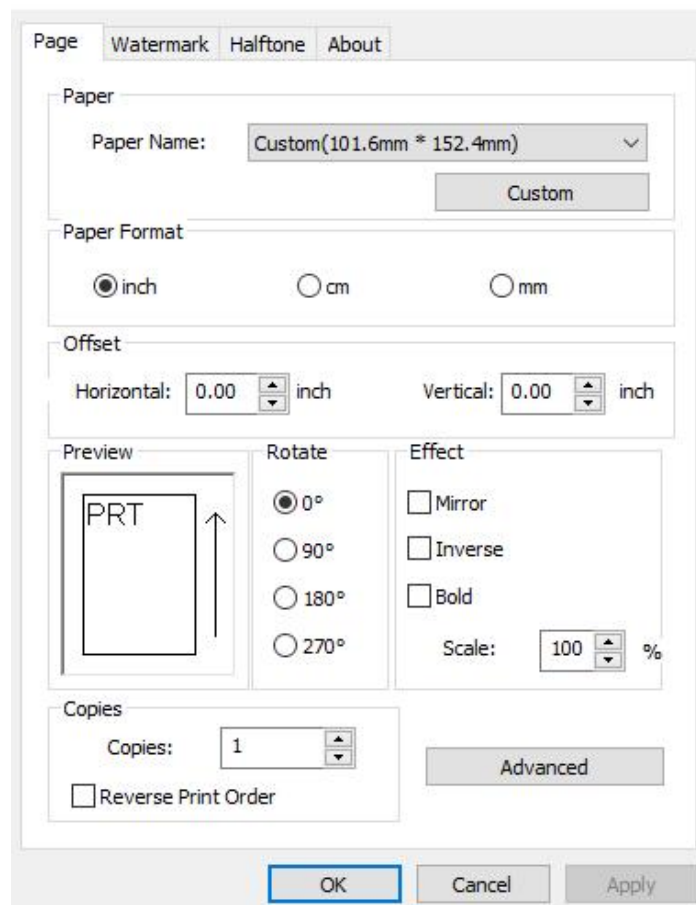 Page Watermark Halftone About
Paper
Paper Name: Custom(101.6mm * 152.4mm)
Custom
Paper Format
inch cm mm
Offset
Horizontal: 0.00 inch Vertical: 0.00 inch
Preview Rotate Effect
PRT 0° Mirror
90° Inverse
180° Bold
270° Scale: 100 %
Copies
Copies: 1
Advanced
Reverse Print Order
OK Cancel Apply